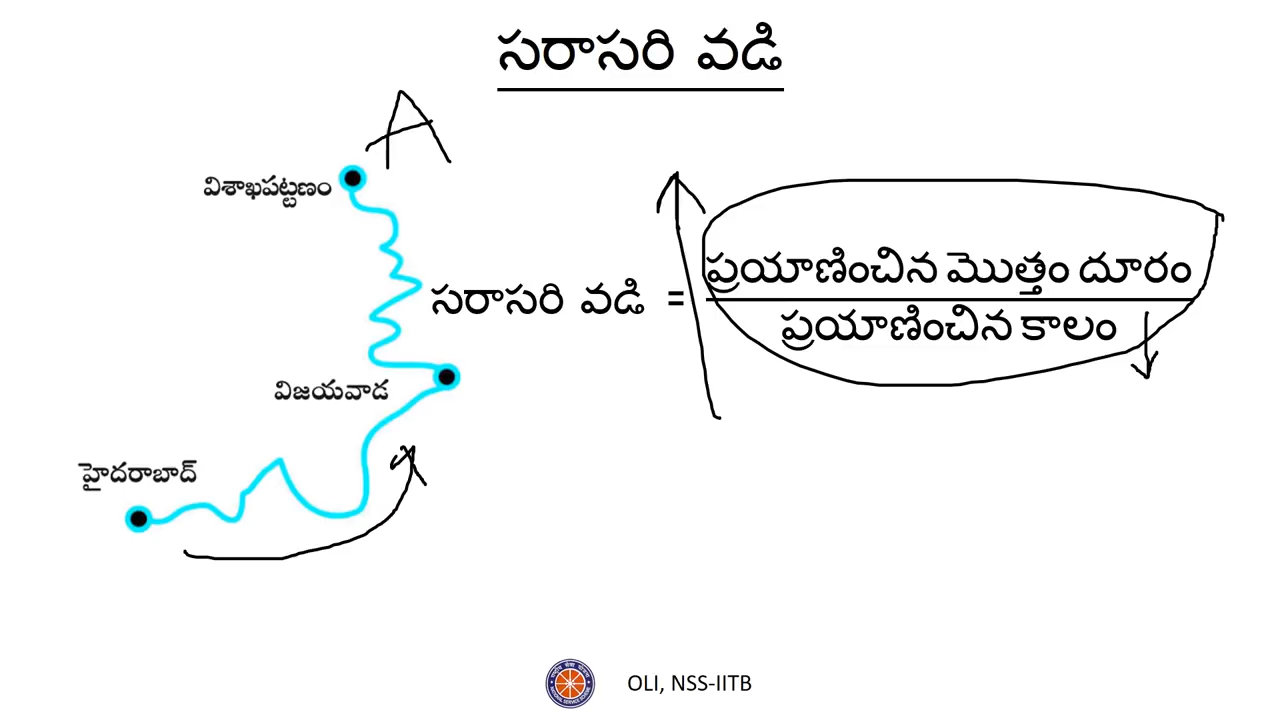 సరాసరి వడి
A
విశాఖపట్టణం
సరాసరి వడి = ప్రయాణించిన మొత్తం దూరం
ప్రయాణించిన కాలం
విజయవాడ
హైదరాబాద్
OLI, NSS-IITB